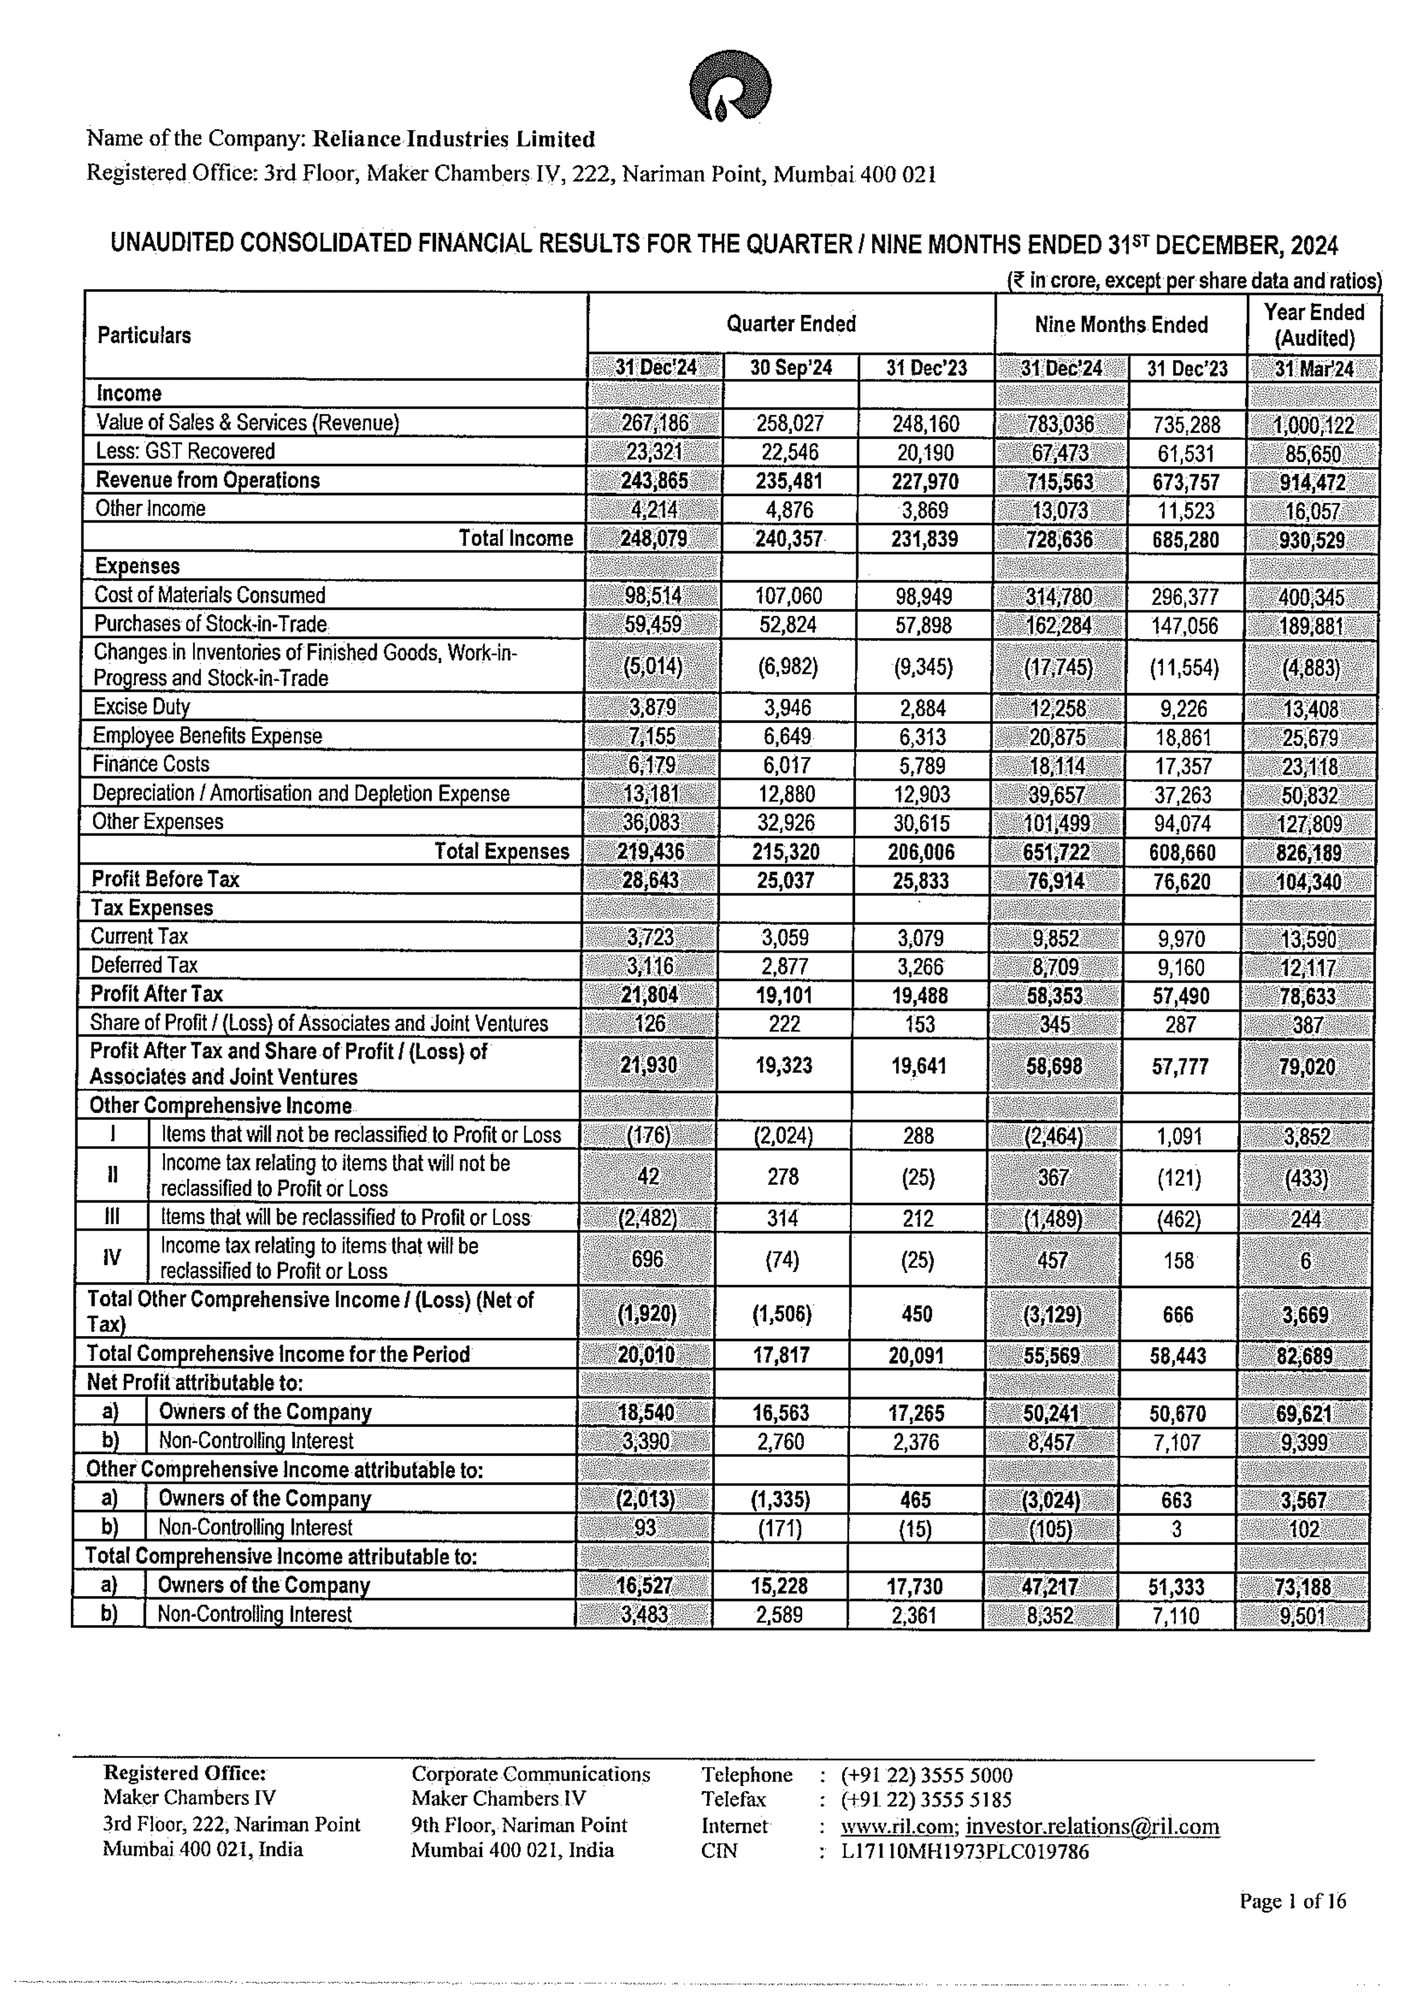 Name of the Company: Reliance Industries Limited
Registered Office: 3rd Floor, Maker Chambers IV, 222, Nariman Point, Mumbai 400 021
UNAUDITED CONSOLIDATED FINANCIAL RESULTS FOR THE QUARTER / NINE MONTHS ENDED 31ST DECEMBER, 2024
(₹ in crore, except per share data and ratios)
Particulars Quarter Ended Nine Months Ended Year Ended (Audited)
31 Dec'24 30 Sep'24 31 Dec'23 31 Dec'24 31 Dec'23 31 Mar'24
Income
Value of Sales & Services (Revenue) 267,186 258,027 248,160 783,036 735,288 1,000,122
Less: GST Recovered 23,321 22,546 20,190 67,473 61,531 85,650
Revenue from Operations 243,865 235,481 227,970 715,563 673,757 914,472
Other Income 4,214 4,876 3,869 13,073 11,523 16,057
Total Income 248,079 240,357 231,839 728,636 685,280 930,529
Expenses
Cost of Materials Consumed 98,514 107,060 98,949 314,780 296,377 400,345
Purchases of Stock-in-Trade 59,459 52,824 57,898 162,284 147,056 189,881
Changes in Inventories of Finished Goods, Work-in-
Progress and Stock-in-Trade (5,014) (6,982) (9,345) (17,745) (11,554) (4,883)
Excise Duty 3,879 3,946 2,884 12,258 9,226 13,408
Employee Benefits Expense 7,155 6,649 6,313 20,875 18,861 25,679
Finance Costs 6,179 6,017 5,789 18,114 17,357 23,118
Depreciation / Amortisation and Depletion Expense 13,181 12,880 12,903 39,657 37,263 50,832
Other Expenses 36,083 32,926 30,615 101,499 94,074 127,809
Total Expenses 219,436 215,320 206,006 651,722 608,660 826,189
Profit Before Tax 28,643 25,037 25,833 76,914 76,620 104,340
Tax Expenses
Current Tax 3,723 3,059 3,079 9,852 9,970 13,590
Deferred Tax 3,116 2,877 3,266 8,709 9,160 12,117
Profit After Tax 21,804 19,101 19,488 58,353 57,490 78,633
Share of Profit / (Loss) of Associates and Joint Ventures 126 222 153 345 287 387
Profit After Tax and Share of Profit / (Loss) of
Associates and Joint Ventures 21,930 19,323 19,641 58,698 57,777 79,020
Other Comprehensive Income
I Items that will not be reclassified to Profit or Loss (176) (2,024) 288 (2,464) 1,091 3,852
II Income tax relating to items that will not be
reclassified to Profit or Loss 42 278 (25) 367 (121) (433)
III Items that will be reclassified to Profit or Loss (2,482) 314 212 (1,489) (462) 244
IV Income tax relating to items that will be
reclassified to Profit or Loss 696 (74) (25) 457 158 6
Total Other Comprehensive Income / (Loss) (Net of
Tax) (1,920) (1,506) 450 (3,129) 666 3,669
Total Comprehensive Income for the Period 20,010 17,817 20,091 55,569 58,443 82,689
Net Profit attributable to:
a) Owners of the Company 18,540 16,563 17,265 50,241 50,670 69,621
b) Non-Controlling Interest 3,390 2,760 2,376 8,457 7,107 9,399
Other Comprehensive Income attributable to:
a) Owners of the Company (2,013) (1,335) 465 (3,024) 663 3,567
b) Non-Controlling Interest 93 (171) (15) (105) 3 102
Total Comprehensive Income attributable to:
a) Owners of the Company 16,527 15,228 17,730 47,217 51,333 73,188
b) Non-Controlling Interest 3,483 2,589 2,361 8,352 7,110 9,501
Registered Office: Corporate Communications Telephone : (+91 22) 3555 5000
Maker Chambers IV Maker Chambers IV Telefax : (+91 22) 3555 5185
3rd Floor, 222, Nariman Point 9th Floor, Nariman Point Internet : www.ril.com; investor.relations@ril.com
Mumbai 400 021, India Mumbai 400 021, India CIN : L17110MH1973PLC019786
Page 1 of 16